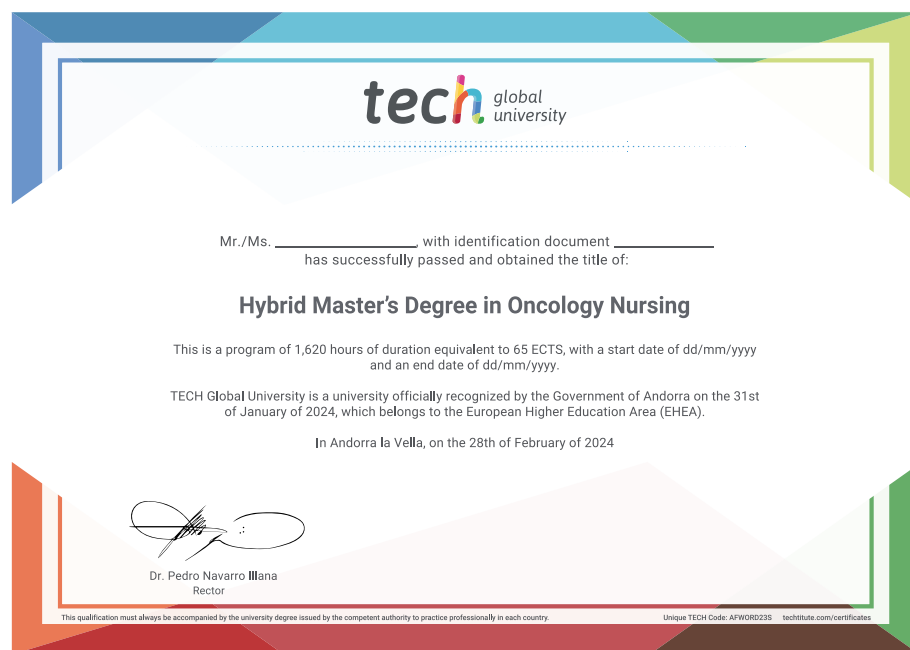 tech global
university
Mr./Ms. ________________, with identification document ____________
has successfully passed and obtained the title of:
Hybrid Master’s Degree in Oncology Nursing
This is a program of 1,620 hours of duration equivalent to 65 ECTS, with a start date of dd/mm/yyyy
and an end date of dd/mm/yyyy.
TECH Global University is a university officially recognized by the Government of Andorra on the 31st
of January of 2024, which belongs to the European Higher Education Area (EHEA).
In Andorra la Vella, on the 28th of February of 2024
Dr. Pedro Navarro Illana
Rector
This qualification must always be accompanied by the university degree issued by the competent authority to practice professionally in each country. Unique TECH Code: AFWORD23S techtitute.com/certificates